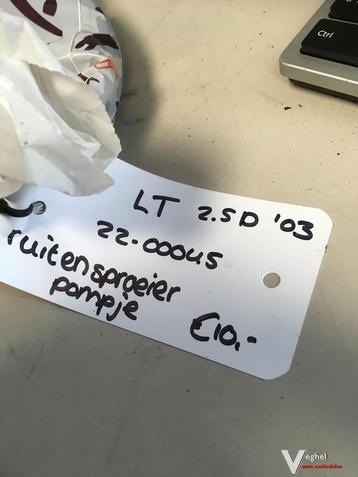 Ctrl
LT 2.5D '03
22-00045
ruitensproeier
pompje €10,-
Veghel